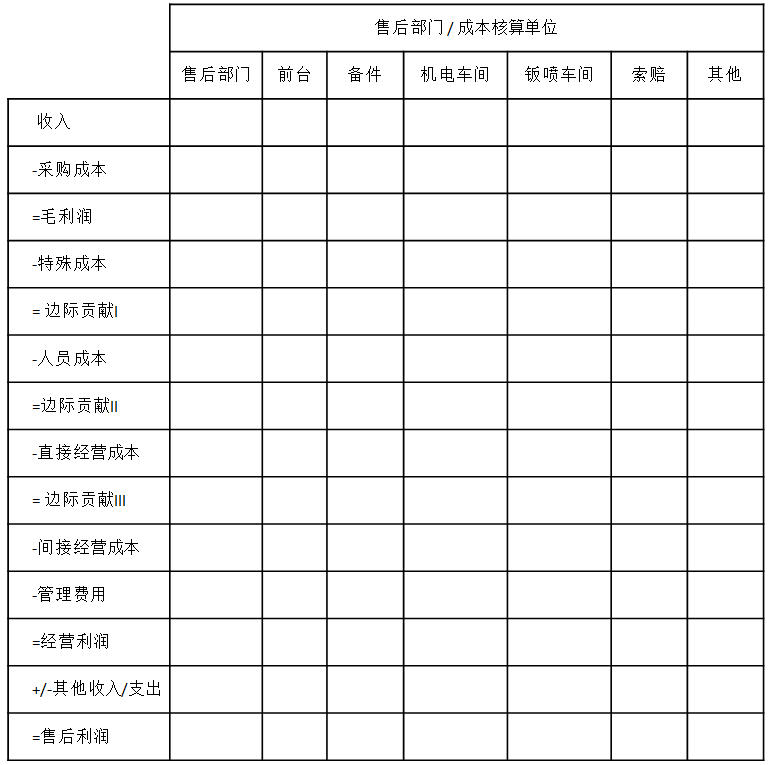 售后部门 / 成本核算单位
售后部门 前台 备件 机电车间 钣喷车间 索赔 其他
收入
-采购成本
=毛利润
-特殊成本
= 边际贡献I
-人员成本
=边际贡献II
-直接经营成本
= 边际贡献III
-间接经营成本
-管理费用
=经营利润
+/-其他收入/支出
=售后利润